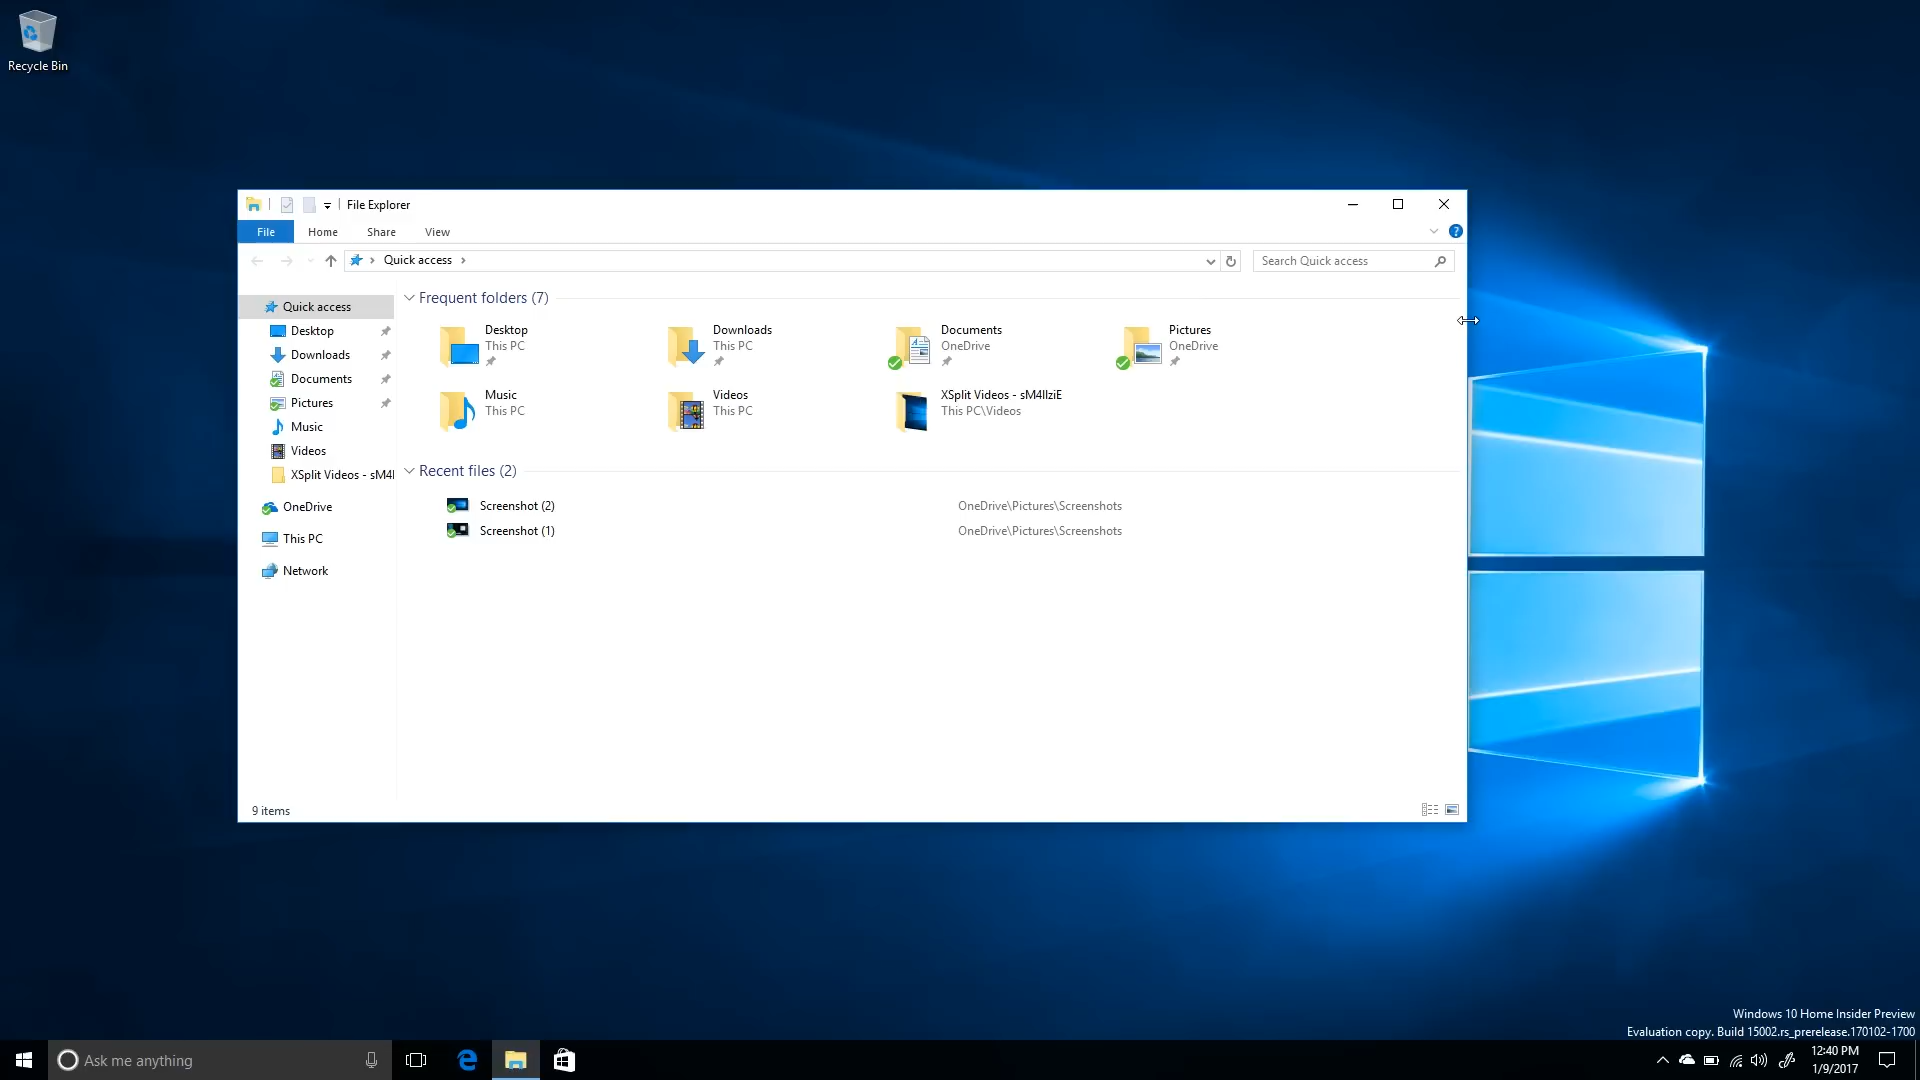 Recycle Bin
File Explorer
File Home Share View
Quick access
Search Quick access
Quick access
Desktop
Downloads
Documents
Pictures
Music
Videos
XSplit Videos - sM4l
OneDrive
This PC
Network
Frequent folders (7)
Desktop
This PC
Downloads
This PC
Documents
OneDrive
Pictures
OneDrive
Music
This PC
Videos
This PC
XSplit Videos - sM4IIziE
This PC\Videos
Recent files (2)
Screenshot (2) OneDrive\Pictures\Screenshots
Screenshot (1) OneDrive\Pictures\Screenshots
9 items
Windows 10 Home Insider Preview
Evaluation copy. Build 15002.rs_prerelease.170102-1700
Ask me anything
12:40 PM
1/9/2017